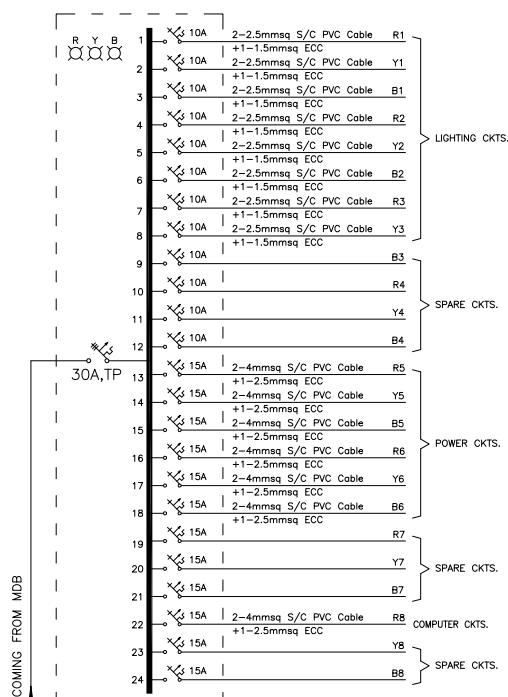 R Y B
1 10A 2-2.5mmsq S/C PVC Cable R1
+1-1.5mmsq ECC
2 10A 2-2.5mmsq S/C PVC Cable Y1
+1-1.5mmsq ECC
3 10A 2-2.5mmsq S/C PVC Cable B1
+1-1.5mmsq ECC
4 10A 2-2.5mmsq S/C PVC Cable R2
+1-1.5mmsq ECC
LIGHTING CKTS.
5 10A 2-2.5mmsq S/C PVC Cable Y2
+1-1.5mmsq ECC
6 10A 2-2.5mmsq S/C PVC Cable B2
+1-1.5mmsq ECC
7 10A 2-2.5mmsq S/C PVC Cable R3
+1-1.5mmsq ECC
8 10A 2-2.5mmsq S/C PVC Cable Y3
+1-1.5mmsq ECC
9 10A B3
10 10A R4
SPARE CKTS.
11 10A Y4
12 10A B4
30A,TP
13 15A 2-4mmsq S/C PVC Cable R5
+1-2.5mmsq ECC
14 15A 2-4mmsq S/C PVC Cable Y5
+1-2.5mmsq ECC
15 15A 2-4mmsq S/C PVC Cable B5
+1-2.5mmsq ECC
POWER CKTS.
16 15A 2-4mmsq S/C PVC Cable R6
+1-2.5mmsq ECC
17 15A 2-4mmsq S/C PVC Cable Y6
+1-2.5mmsq ECC
18 15A 2-4mmsq S/C PVC Cable B6
+1-2.5mmsq ECC
19 15A R7
20 15A Y7
SPARE CKTS.
21 15A B7
22 15A 2-4mmsq S/C PVC Cable R8 COMPUTER CKTS.
+1-2.5mmsq ECC
23 15A Y8
SPARE CKTS.
24 15A B8
COMING FROM MDB